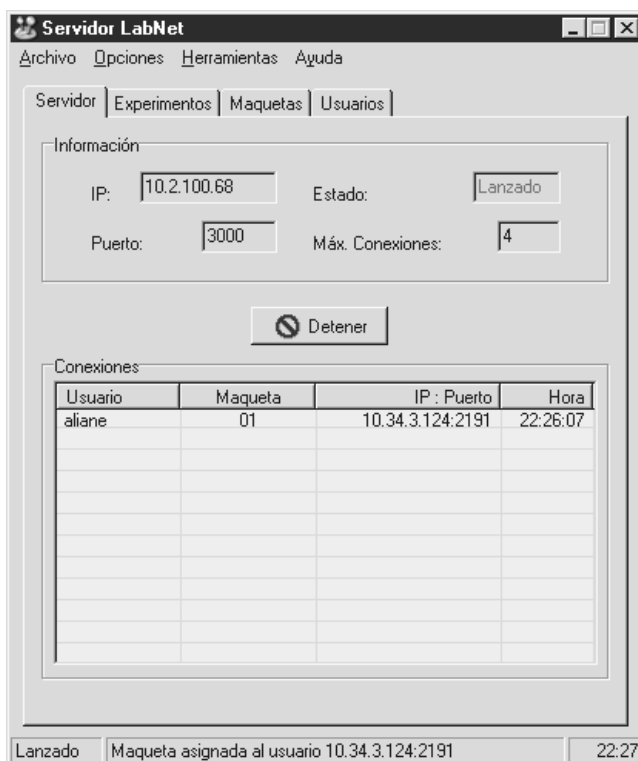 Servidor LabNet
Archivo Opciones Herramientas Ayuda
Servidor Experimentos Maquetas Usuarios
Información
IP: 10.2.100.68 Estado: Lanzado
Puerto: 3000 Máx. Conexiones: 4
Detener
Conexiones
Usuario Maqueta IP : Puerto Hora
aliane 01 10.34.3.124:2191 22:26:07
Lanzado Maqueta asignada al usuario 10.34.3.124:2191 22:27